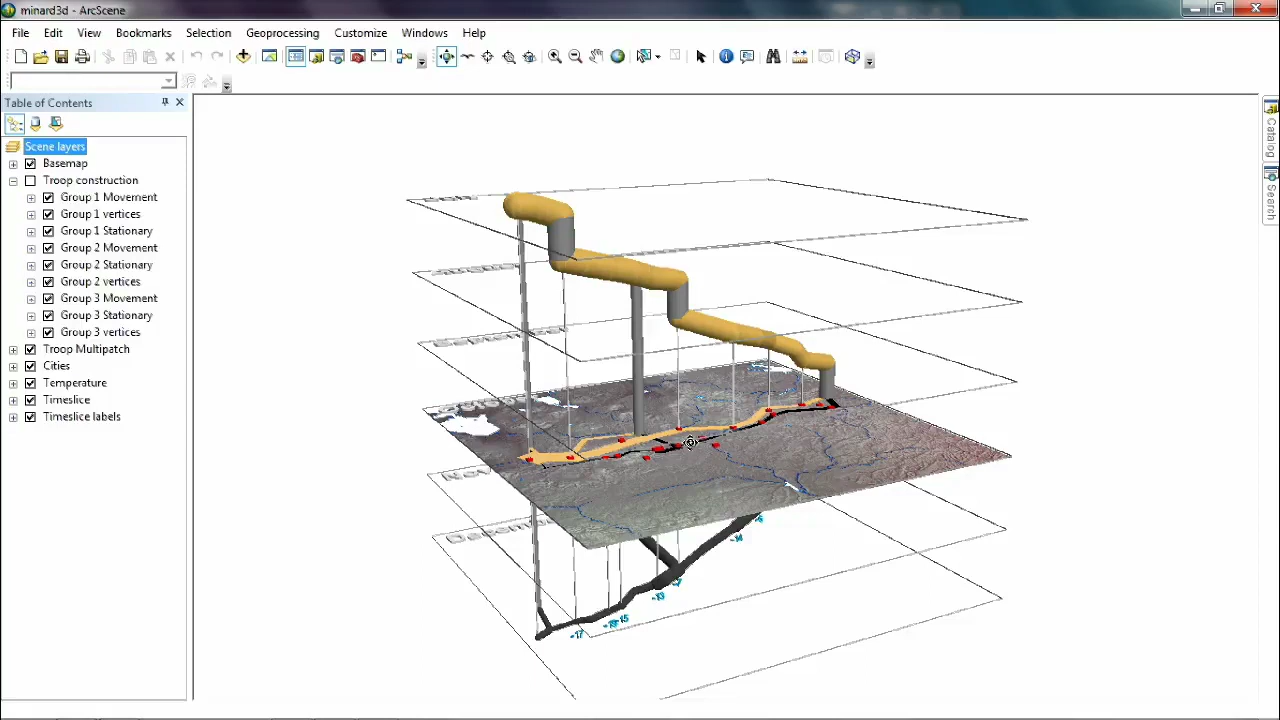 minard3d - ArcScene
File Edit View Bookmarks Selection Geoprocessing Customize Windows Help
Table of Contents
Scene layers
Basemap
Troop construction
Group 1 Movement
Group 1 vertices
Group 1 Stationary
Group 2 Movement
Group 2 Stationary
Group 2 vertices
Group 3 Movement
Group 3 Stationary
Group 3 vertices
Troop Multipatch
Cities
Temperature
Timeslice
Timeslice labels
Catalog
Search
-14
-17